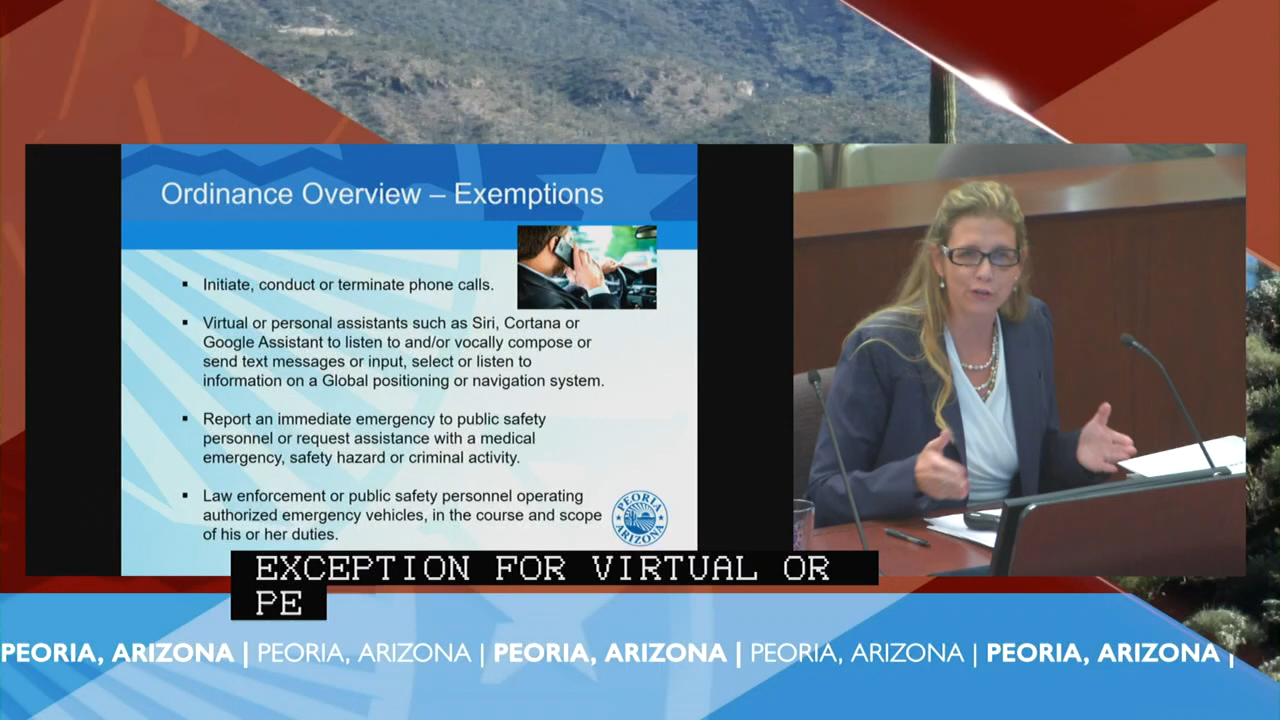 Ordinance Overview – Exemptions
▪ Initiate, conduct or terminate phone calls.
▪ Virtual or personal assistants such as Siri, Cortana or
Google Assistant to listen to and/or vocally compose or
send text messages or input, select or listen to
information on a Global positioning or navigation system.
▪ Report an immediate emergency to public safety
personnel or request assistance with a medical
emergency, safety hazard or criminal activity.
▪ Law enforcement or public safety personnel operating
authorized emergency vehicles, in the course and scope
of his or her duties.
PEORIA
ARIZONA
EXCEPTION FOR VIRTUAL OR
PE
PEORIA, ARIZONA | PEORIA, ARIZONA | PEORIA, ARIZONA | PEORIA, ARIZONA | PEORIA, ARIZONA |